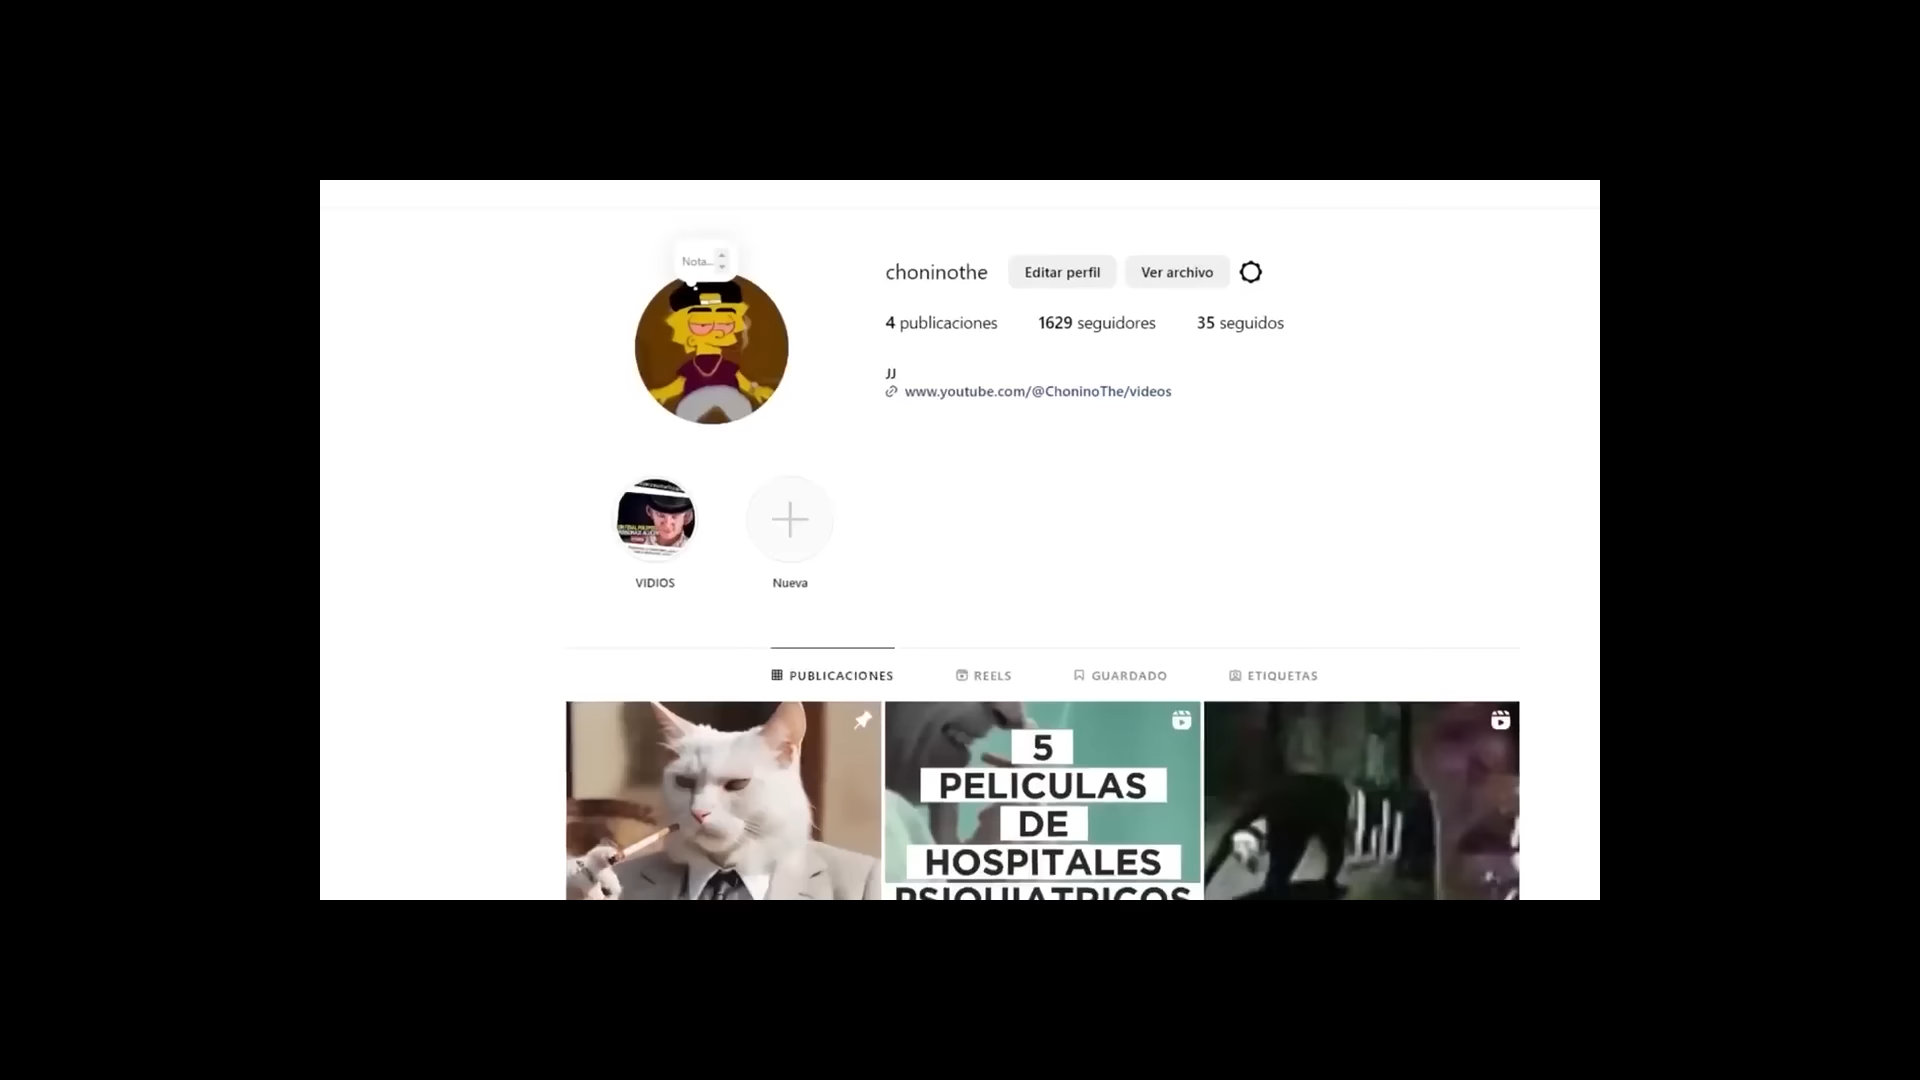 Nota...
choninothe Editar perfil Ver archivo
4 publicaciones 1629 seguidores 35 seguidos
JJ
www.youtube.com/@ChoninoThe/videos
VIDIOS
Nueva
PUBLICACIONES REELS GUARDADO ETIQUETAS
5
PELICULAS
DE
HOSPITALES
PSIQUIATRICOS